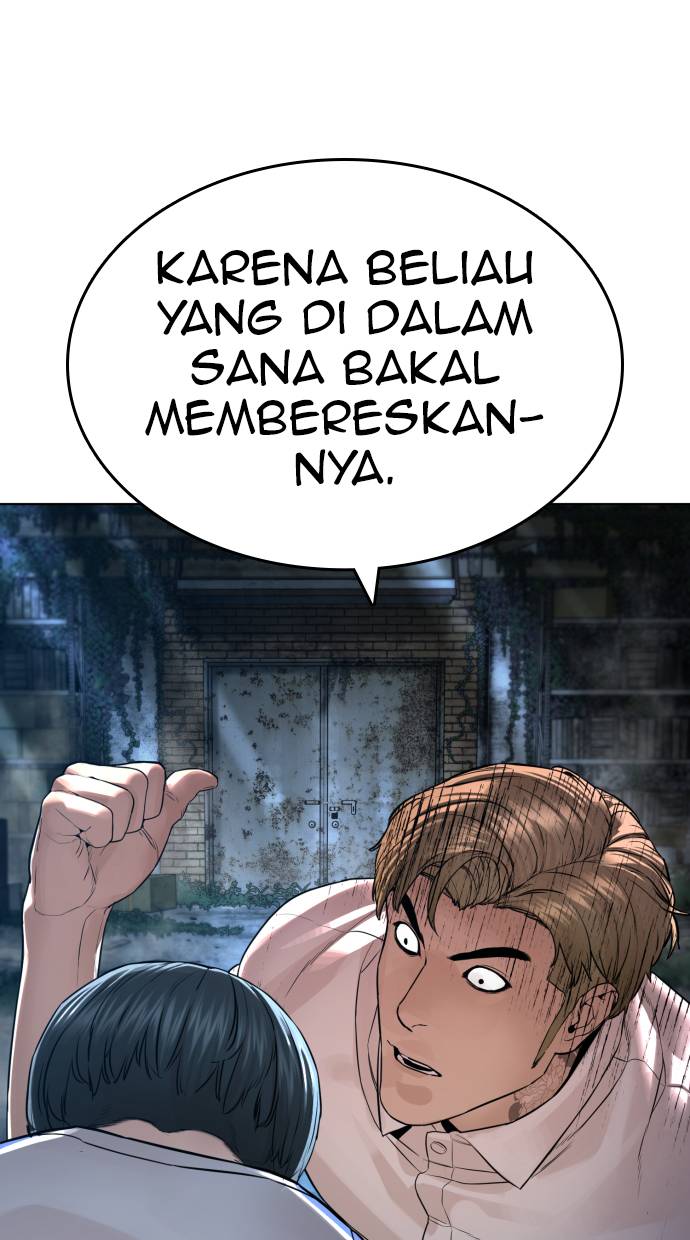 KARENA BELIAU
YANG DI DALAM
SANA BAKAL
MEMBERESKAN-
NYA.